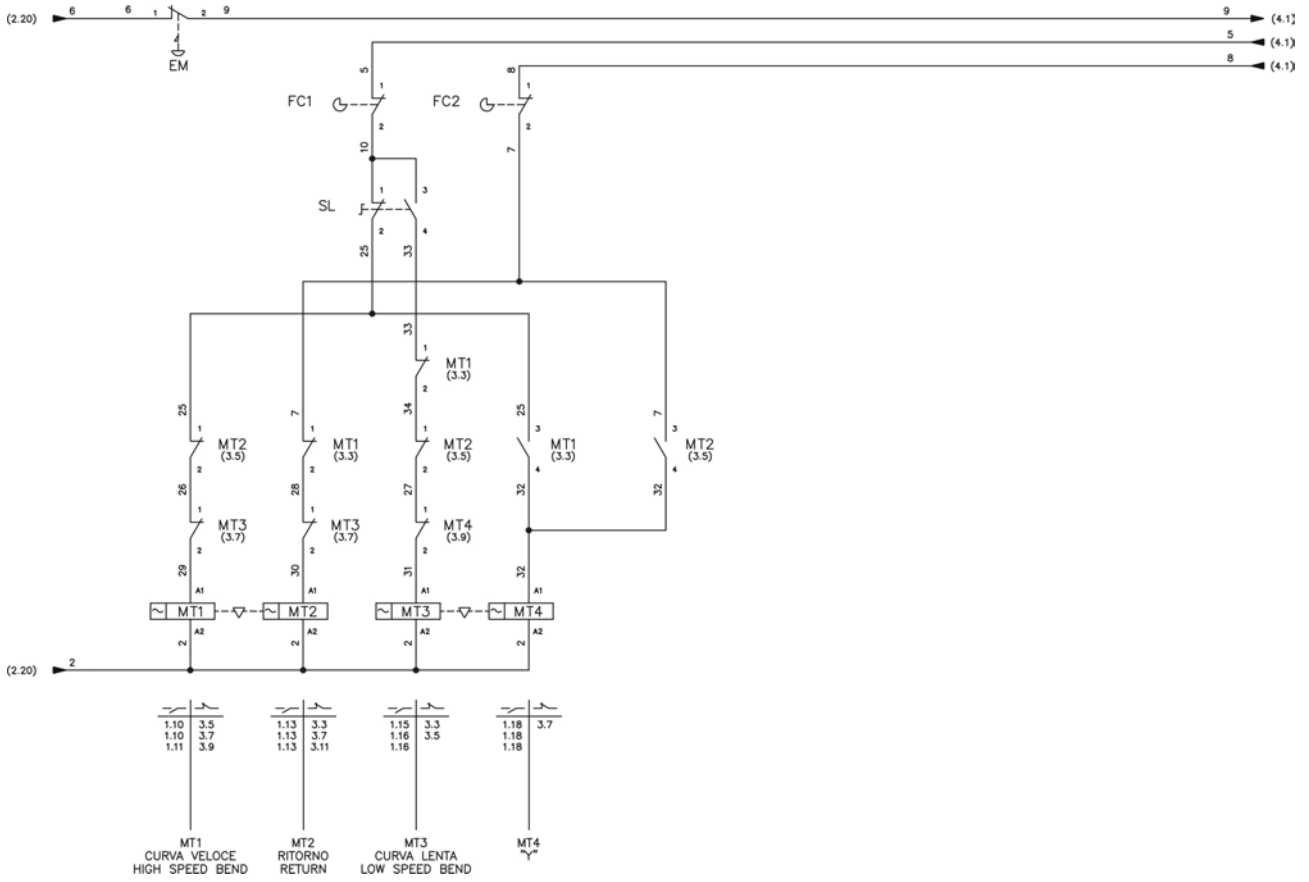 (2.20) 6 6 1 2 9 9 (4.1)
EM
5 (4.1)
8 (4.1)
5 8
FC1 1 2 FC2 1 2
10 7
SL 1 2 3 4
25 33
33
1
MT1
(3.3)
2
25 7 34 25 7
1 1 1 3 3
MT2 MT1 MT2 MT1 MT2
(3.5) (3.3) (3.5) (3.3) (3.5)
2 2 2 4 4
26 28 27 32 32
1 1 1
MT3 MT3 MT4
(3.7) (3.7) (3.9)
2 2 2
29 30 31 32
A1 A1 A1 A1
~ MT1 ~ MT2 ~ MT3 ~ MT4
A2 A2 A2 A2
2 2 2 2
(2.20) 2
1.10 3.5 1.13 3.3 1.15 3.3 1.18 3.7
1.10 3.7 1.13 3.7 1.16 3.5 1.18
1.11 3.9 1.13 3.11 1.16 1.18
MT1 MT2 MT3 MT4
CURVA VELOCE RITORNO CURVA LENTA "Y"
HIGH SPEED BEND RETURN LOW SPEED BEND